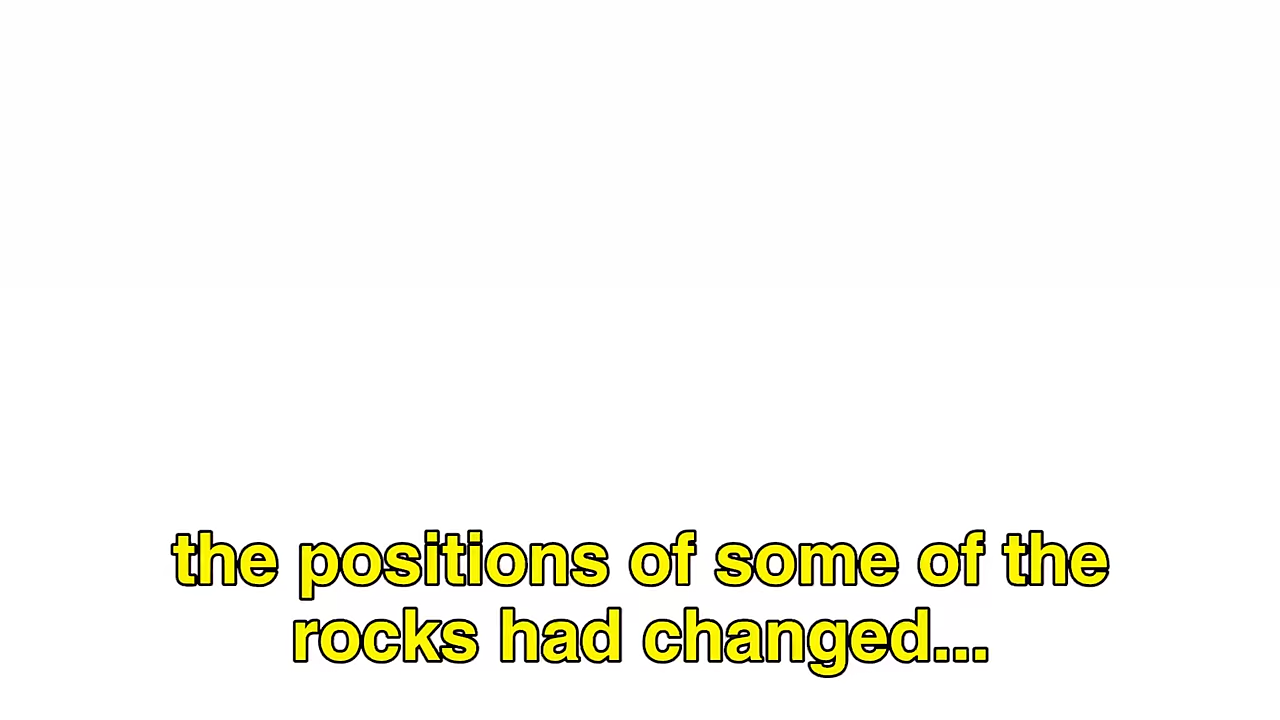 the positions of some of the
rocks had changed...